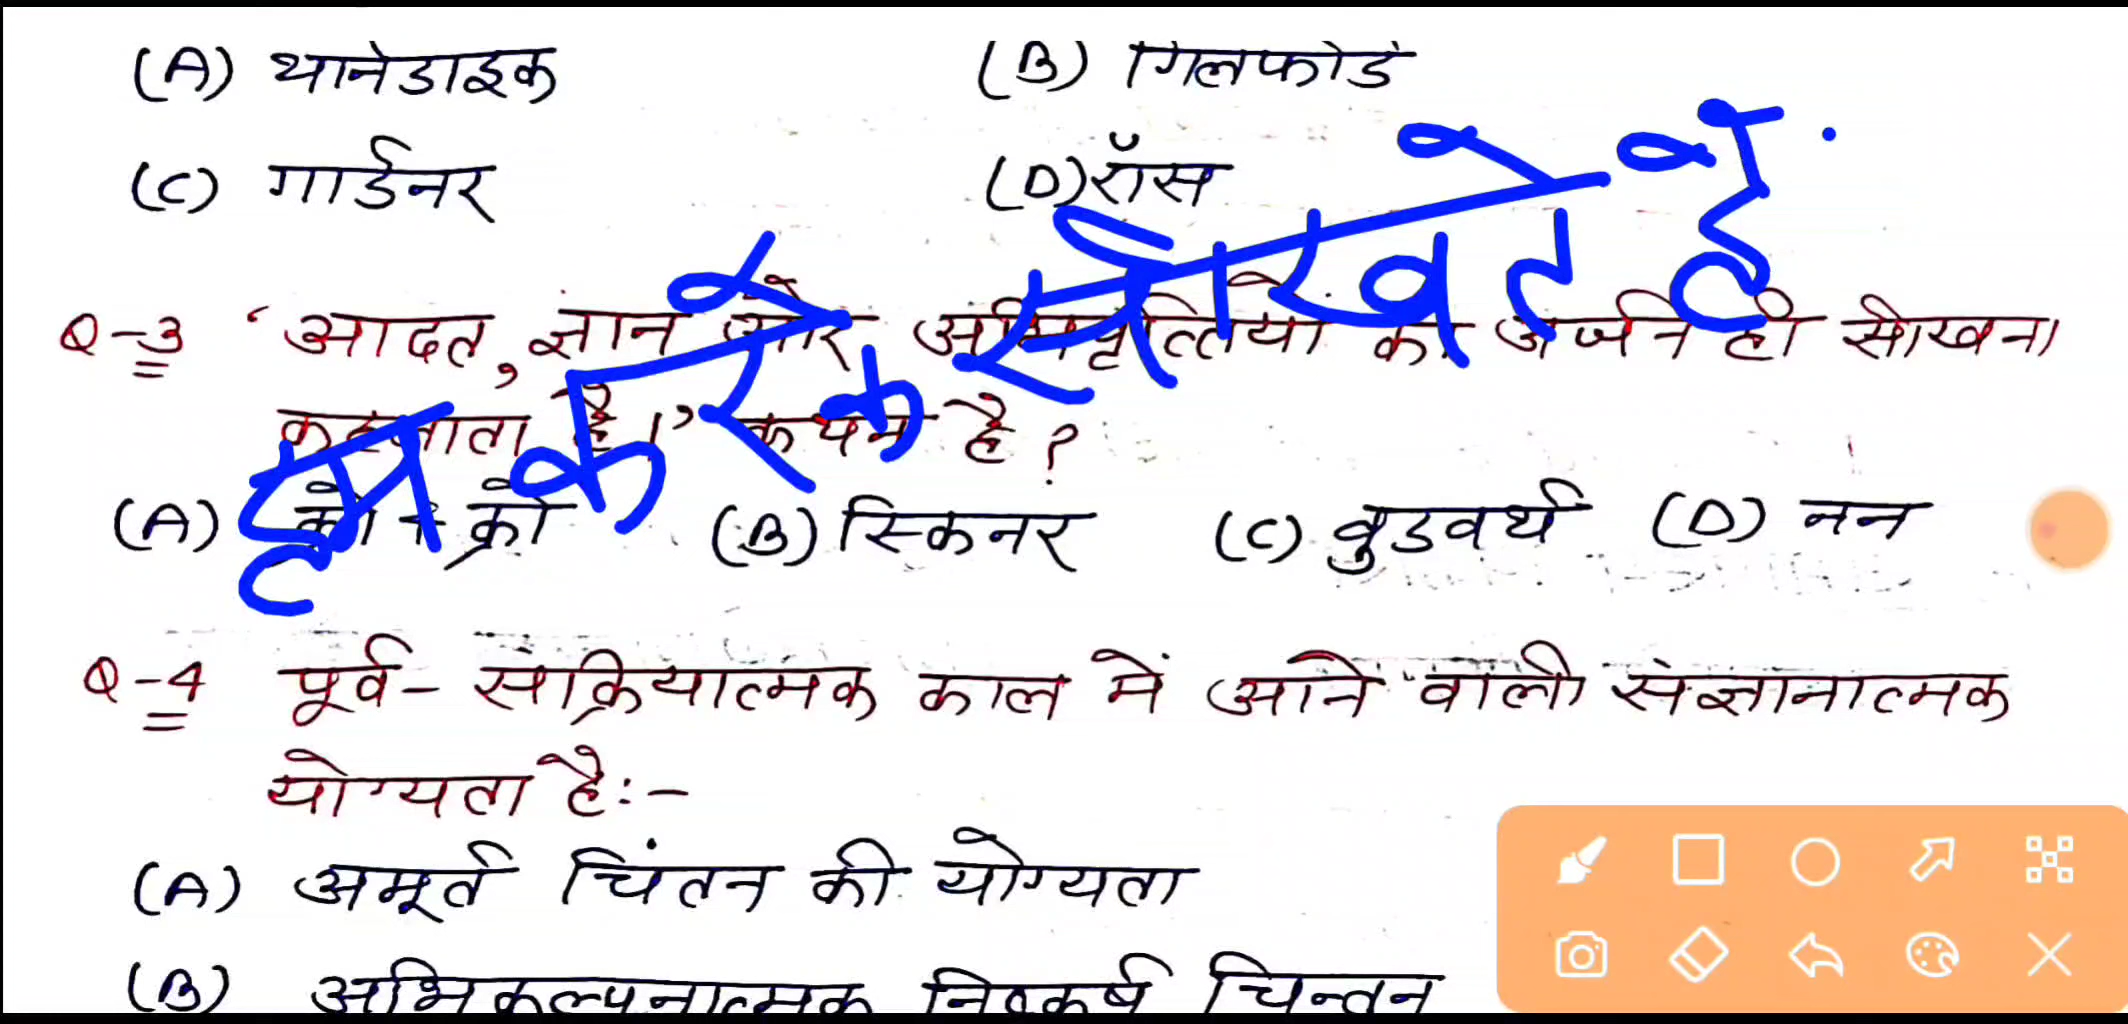 (A) थार्नडाइक (B) गिलफोर्ड
(C) गार्डनर (D) रॉस
Q-3 ‘आदत, ज्ञान और अभिवृत्तियों का अर्जन ही सीखना
कहलाता है।’ कथन है?
हम करके सीखते हैं
(A) क्रो + क्रो (B) स्किनर (C) वुडवर्थ (D) नन
Q-4 पूर्व-संक्रियात्मक काल में आने वाली संज्ञानात्मक
योग्यता है:-
(A) अमूर्त चिंतन की योग्यता
(B) अभिकल्पनात्मक निष्कर्ष चिन्तन